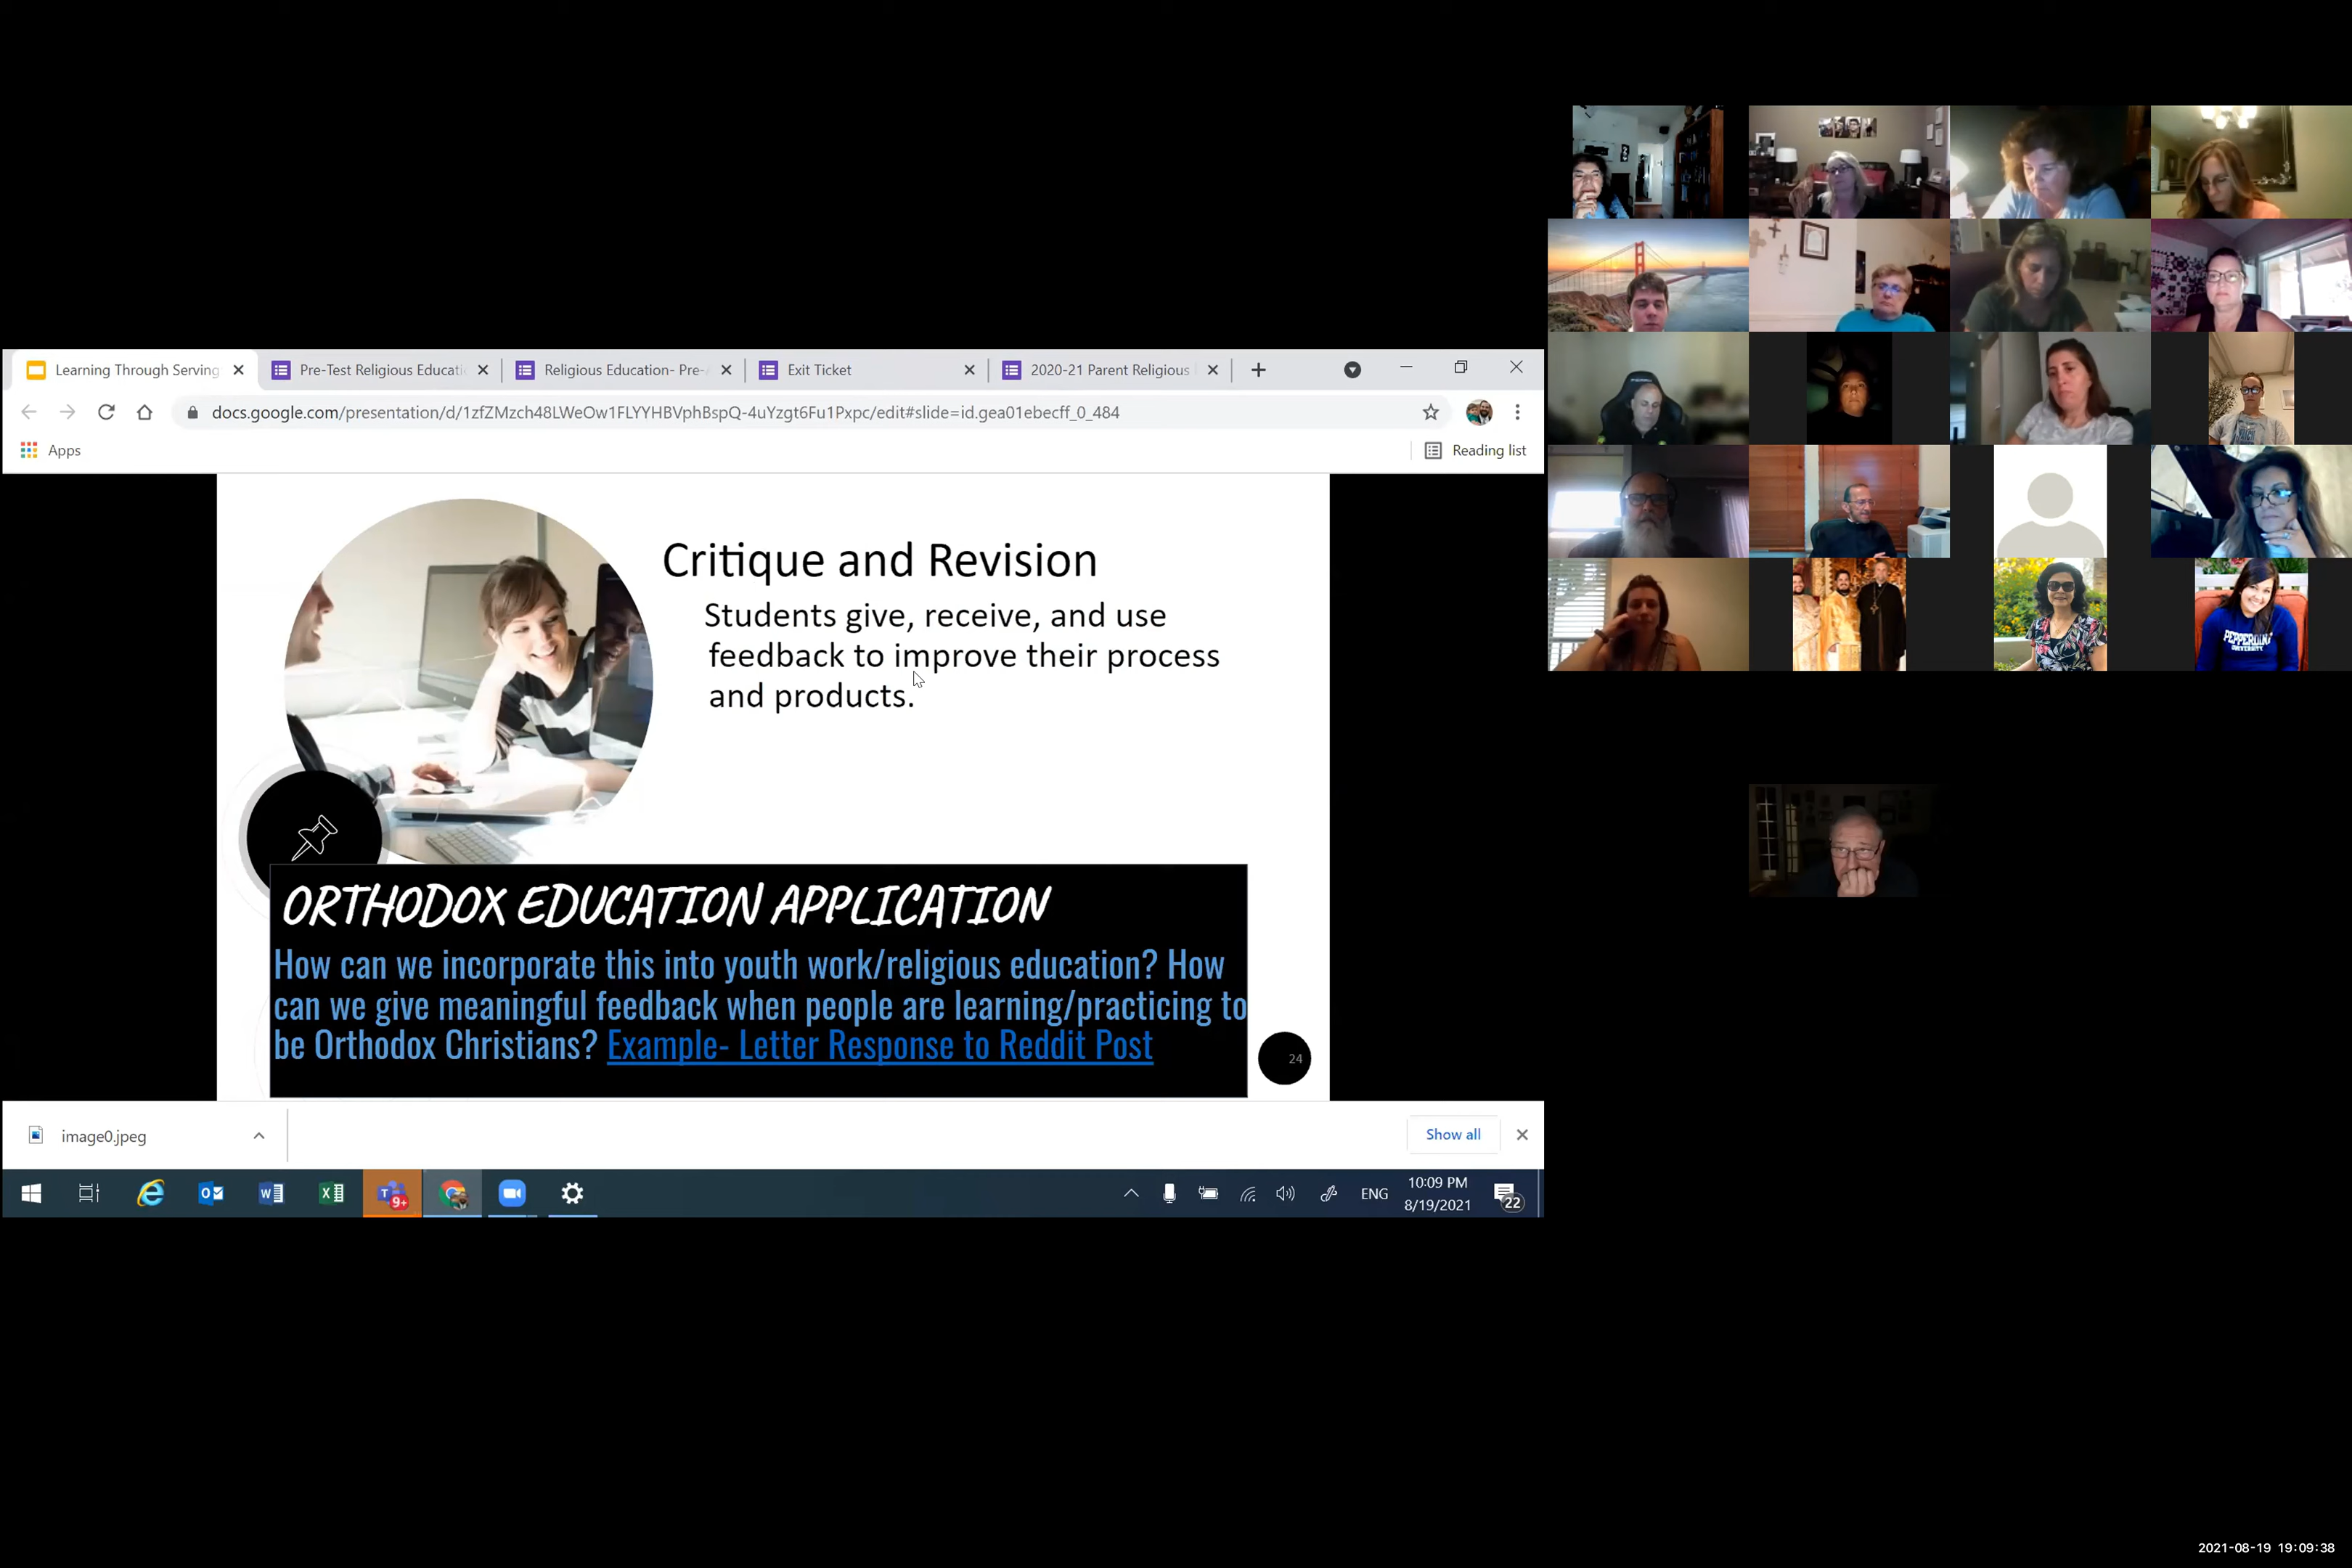 Learning Through Serving
Pre-Test Religious Educati
Religious Education- Pre-
Exit Ticket
2020-21 Parent Religious
docs.google.com/presentation/d/1zfZMzch48LWeOw1FLYYHBVphBspQ-4uYzgt6Fu1Pxpc/edit#slide=id.gea01ebecff_0_484
Apps
Reading list
Critique and Revision
Students give, receive, and use
feedback to improve their process
and products.
ORTHODOX EDUCATION APPLICATION
How can we incorporate this into youth work/religious education? How
can we give meaningful feedback when people are learning/practicing to
be Orthodox Christians? Example- Letter Response to Reddit Post
24
PEPPERDINE
UNIVERSITY
image0.jpeg
Show all
9+
ENG
10:09 PM
8/19/2021
22
2021-08-19 19:09:38